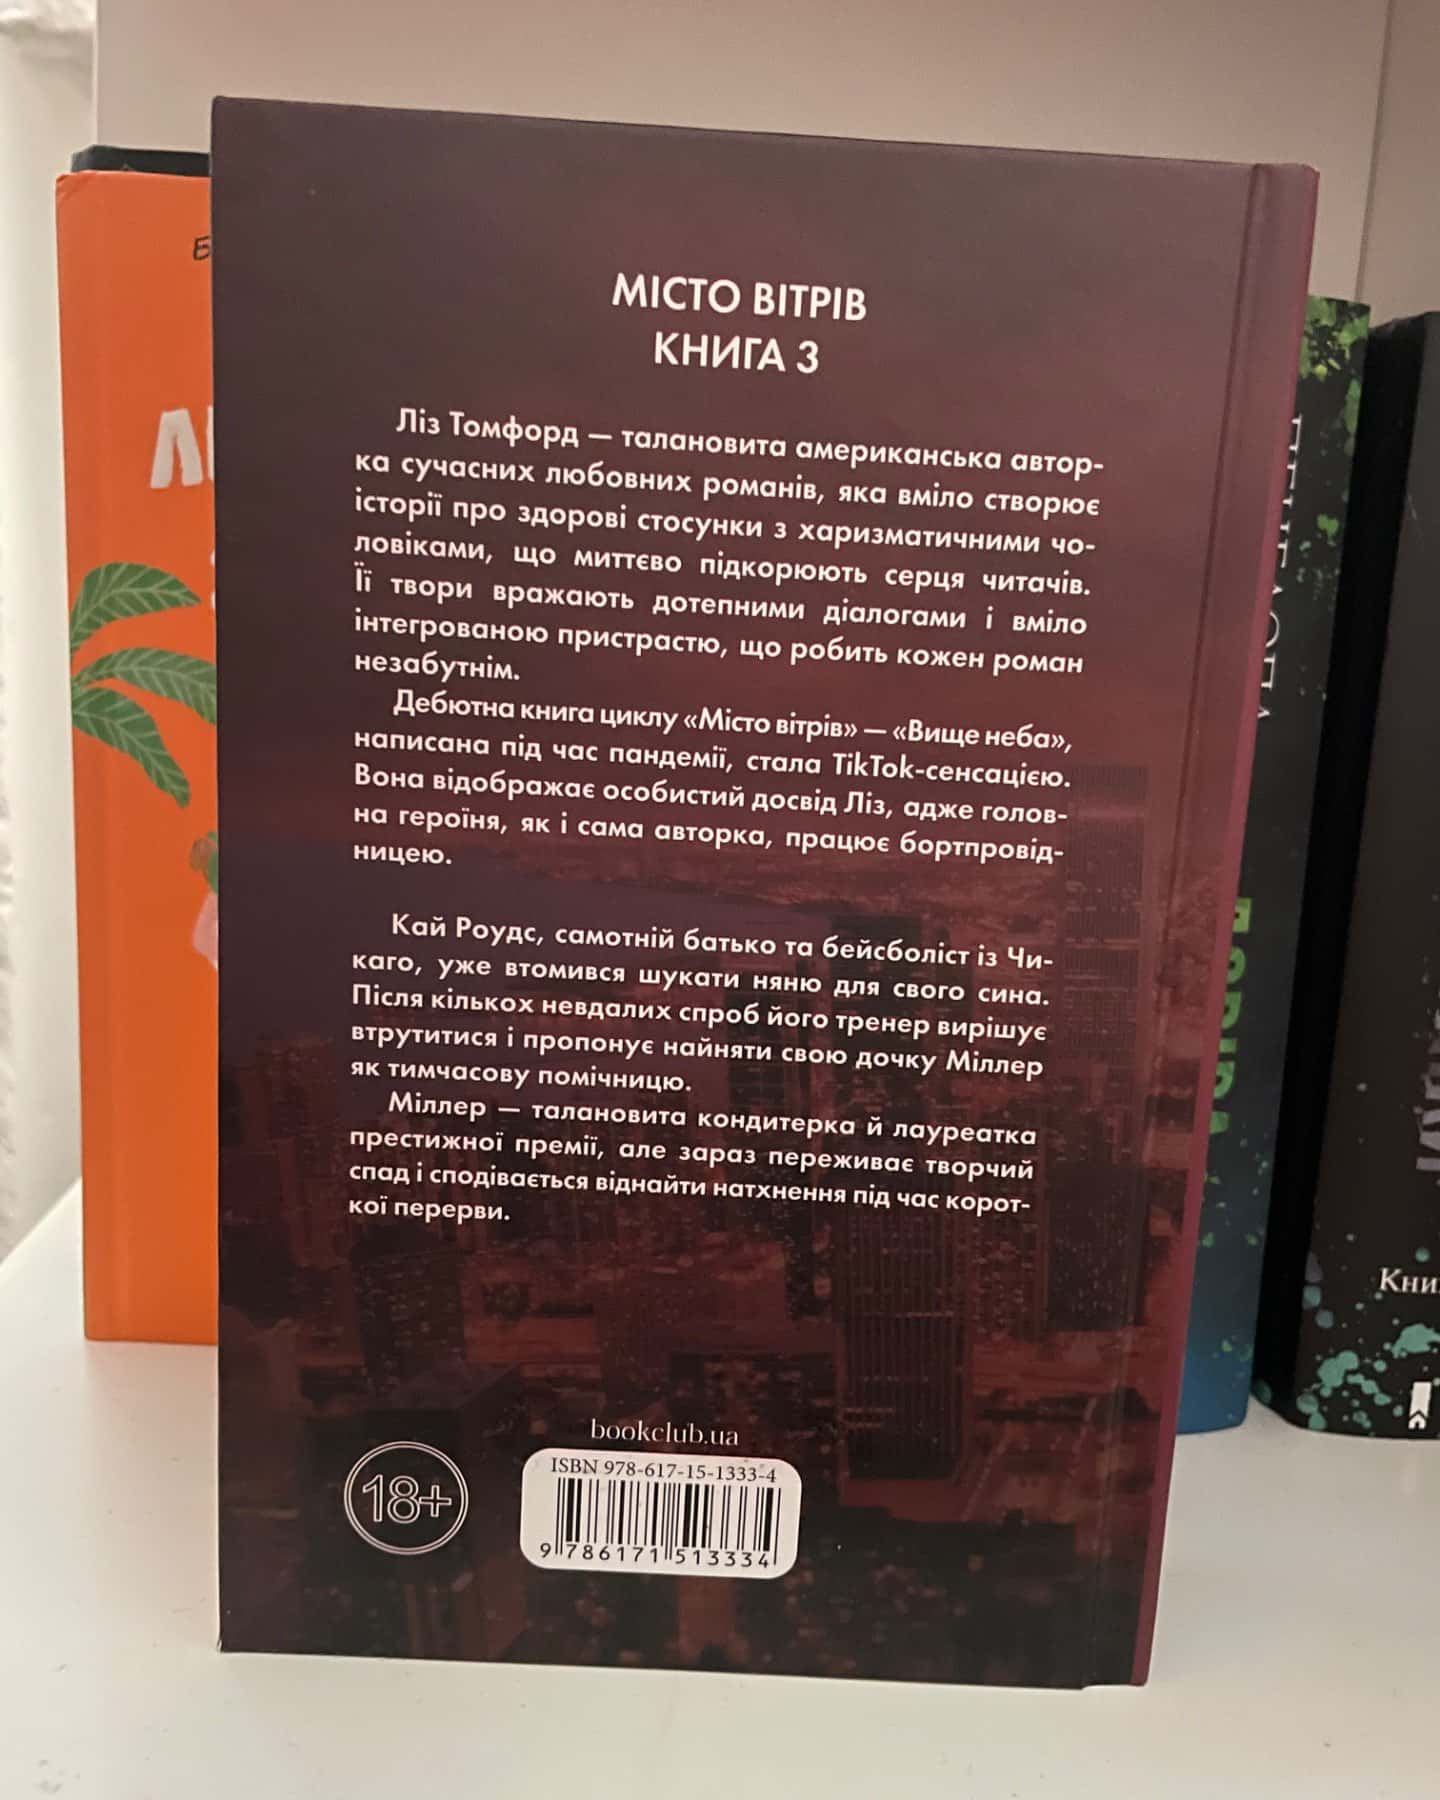 МІСТО ВІТРІВ
КНИГА 3
Ліз Томфорд — талановита американська автор-
ка сучасних любовних романів, яка вміло створює
історії про здорові стосунки з харизматичними чо-
ловіками, що миттєво підкорюють серця читачів.
Її твори вражають дотепними діалогами і вміло
інтегрованою пристрастю, що робить кожен роман
незабутнім.
Дебютна книга циклу «Місто вітрів» — «Вище неба»,
написана під час пандемії, стала TikTok-сенсацією.
Вона відображає особистий досвід Ліз, адже голов-
на героїня, як і сама авторка, працює бортпровід-
ницею.
Кай Роудс, самотній батько та бейсболіст із Чи-
каго, уже втомився шукати няню для свого сина.
Після кількох невдалих спроб його тренер вирішує
втрутитися і пропонує найняти свою дочку Міллер
як тимчасову помічницю.
Міллер — талановита кондитерка й лауреатка
престижної премії, але зараз переживає творчий
спад і сподівається віднайти натхнення під час корот-
кої перерви.
bookclub.ua
18+
ISBN 978-617-15-1333-4
9 786171 513334